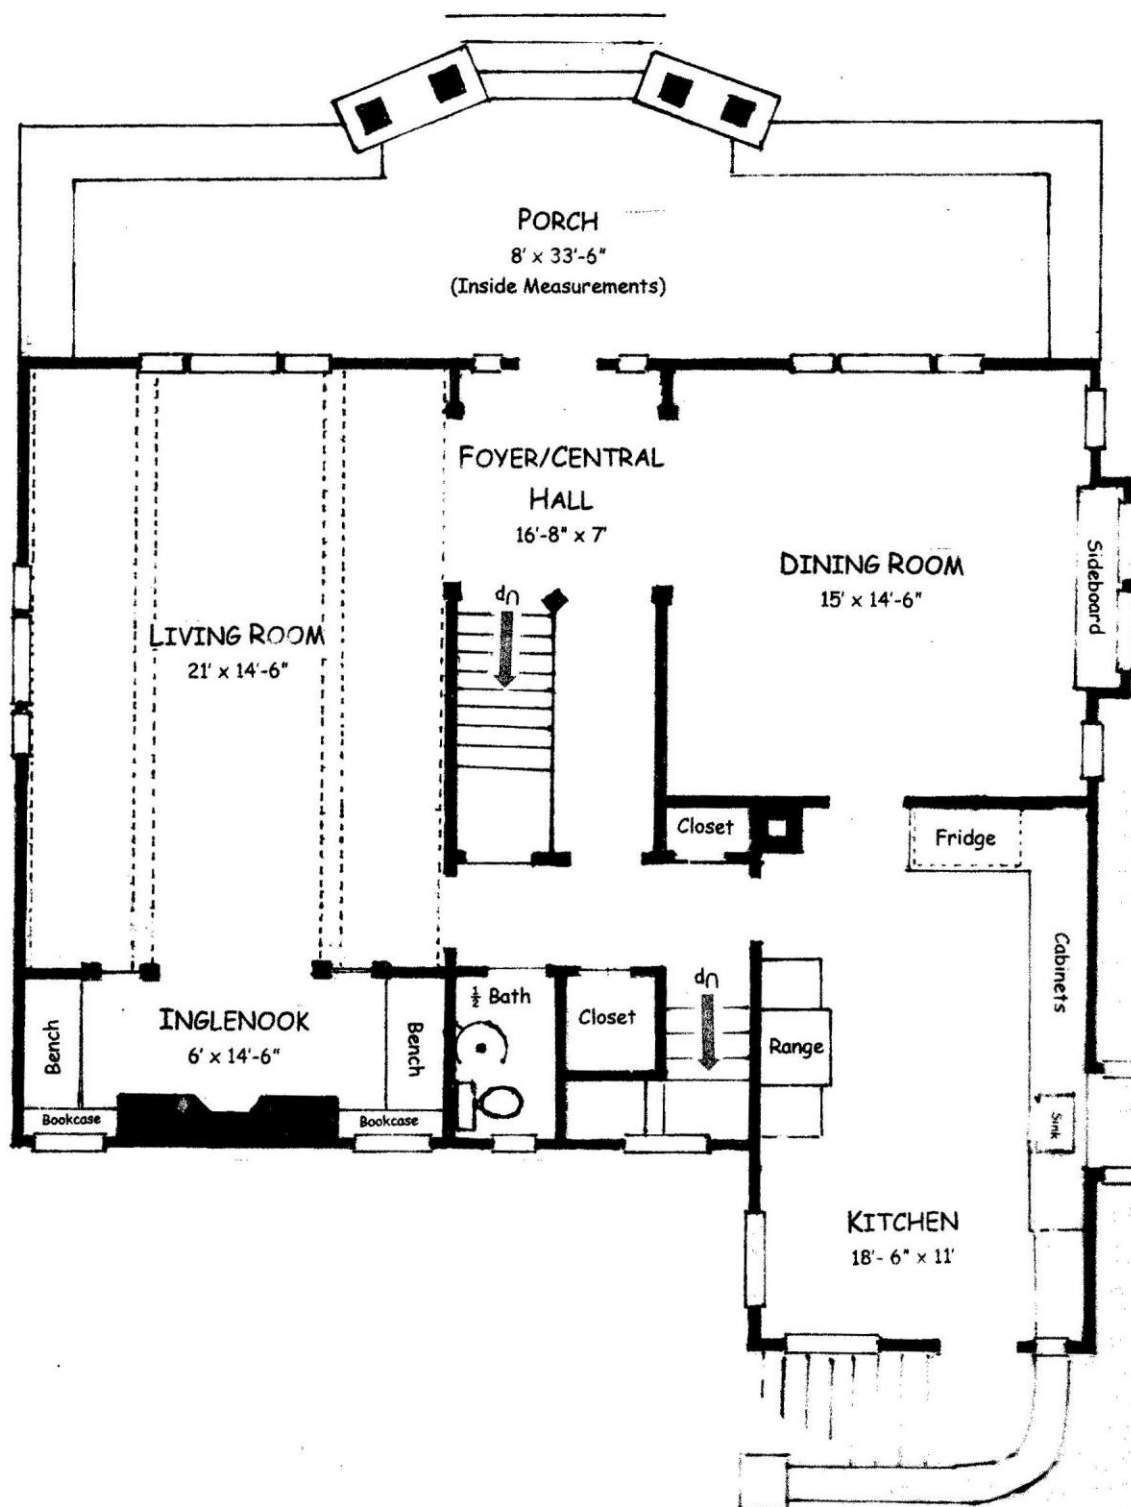 PORCH
8' x 33'-6"
(Inside Measurements)
FOYER/CENTRAL
HALL
16'-8" x 7'
DINING ROOM
15' x 14'-6"
Sideboard
Up
LIVING ROOM
21' x 14'-6"
Closet
Fridge
Cabinets
Up
½ Bath
Closet
INGLENOOK
6' x 14'-6"
Bench
Bench
Range
Bookcase
Bookcase
Sink
KITCHEN
18'- 6" x 11'